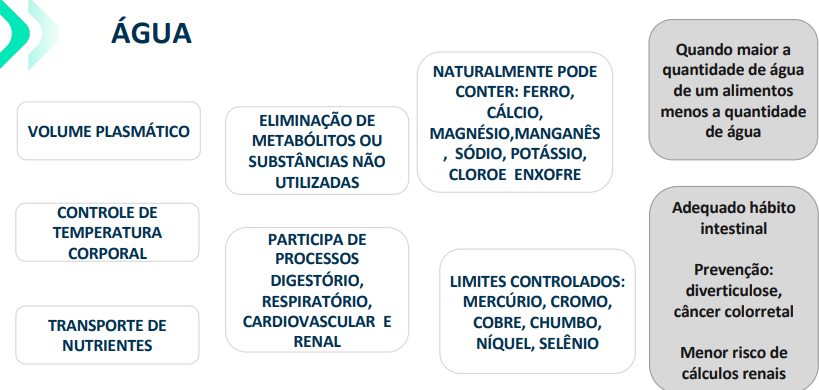 ÁGUA
VOLUME PLASMÁTICO
CONTROLE DE
TEMPERATURA
CORPORAL
TRANSPORTE DE
NUTRIENTES
ELIMINAÇÃO DE
METABÓLITOS OU
SUBSTÂNCIAS NÃO
UTILIZADAS
PARTICIPA DE
PROCESSOS
DIGESTÓRIO,
RESPIRATÓRIO,
CARDIOVASCULAR E
RENAL
NATURALMENTE PODE
CONTER: FERRO,
CÁLCIO,
MAGNÉSIO,MANGANÊS
, SÓDIO, POTÁSSIO,
CLOROE ENXOFRE
LIMITES CONTROLADOS:
MERCÚRIO, CROMO,
COBRE, CHUMBO,
NÍQUEL, SELÊNIO
Quando maior a
quantidade de água
de um alimentos
menos a quantidade
de água
Adequado hábito
intestinal
Prevenção:
diverticulose,
câncer colorretal
Menor risco de
cálculos renais